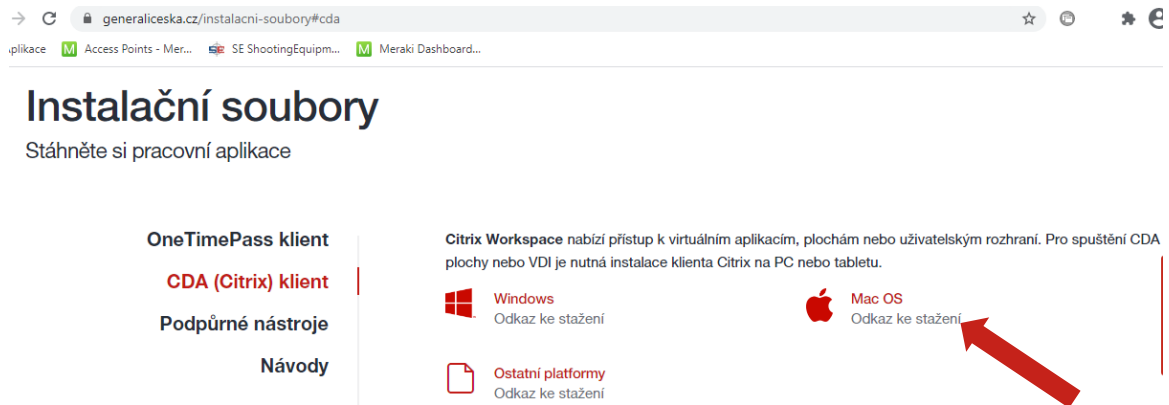 generaliceska.cz/instalacni-soubory#cda
Access Points - Mer... SE ShootingEquipm... Meraki Dashboard...
Instalační soubory
Stáhněte si pracovní aplikace
OneTimePass klient
CDA (Citrix) klient
Podpůrné nástroje
Návody
Citrix Workspace nabízí přístup k virtuálním aplikacím, plochám nebo uživatelským rozhraní. Pro spuštění CDA
plochy nebo VDI je nutná instalace klienta Citrix na PC nebo tabletu.
Windows
Odkaz ke stažení
Mac OS
Odkaz ke stažení
Ostatní platformy
Odkaz ke stažení